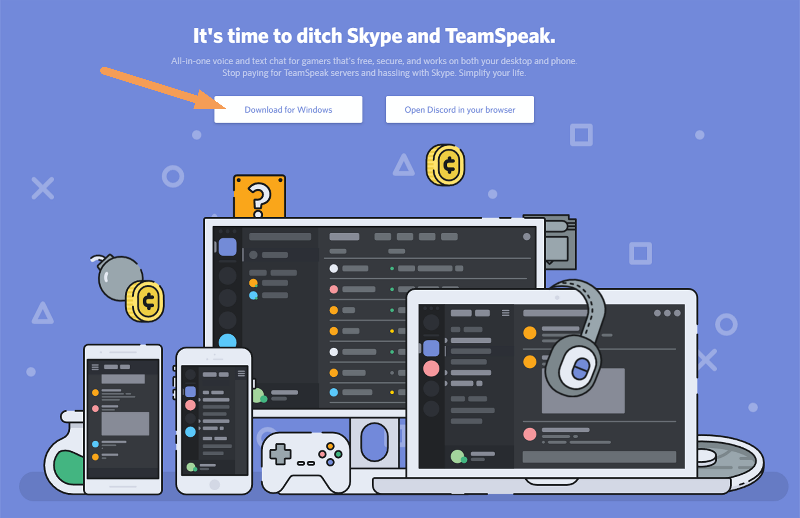 It's time to ditch Skype and TeamSpeak.
All-in-one voice and text chat for gamers that's free, secure, and works on both your desktop and phone.
Stop paying for TeamSpeak servers and hassling with Skype. Simplify your life.
Download for Windows
Open Discord in your browser
?